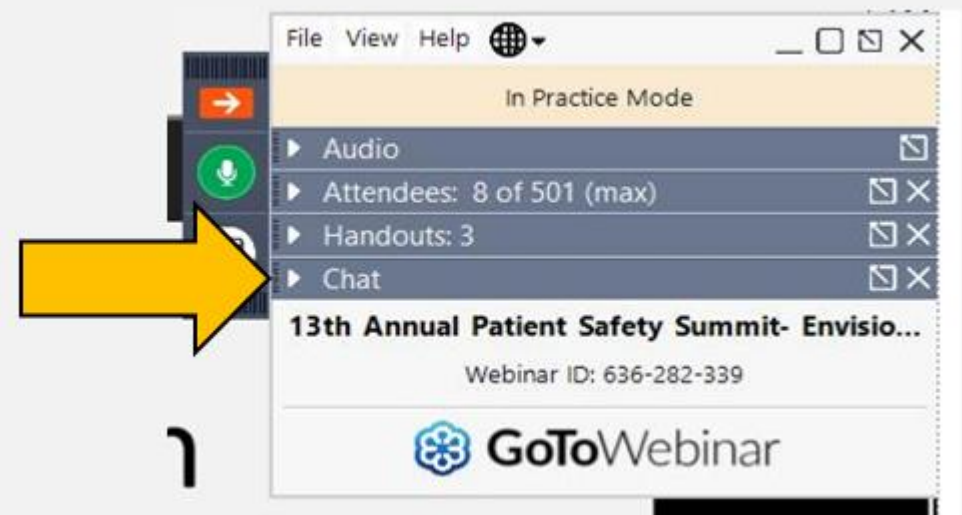 File View Help
In Practice Mode
Audio
Attendees: 8 of 501 (max)
Handouts: 3
Chat
13th Annual Patient Safety Summit- Envisio...
Webinar ID: 636-282-339
GoToWebinar